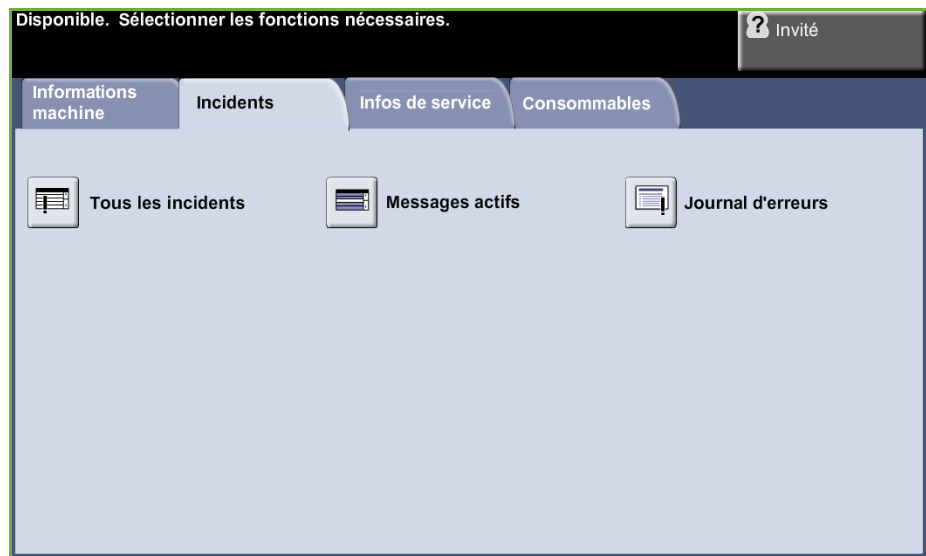 Disponible. Sélectionner les fonctions nécessaires.
? Invité
Informations
machine
Incidents
Infos de service
Consommables
Tous les incidents
Messages actifs
Journal d'erreurs